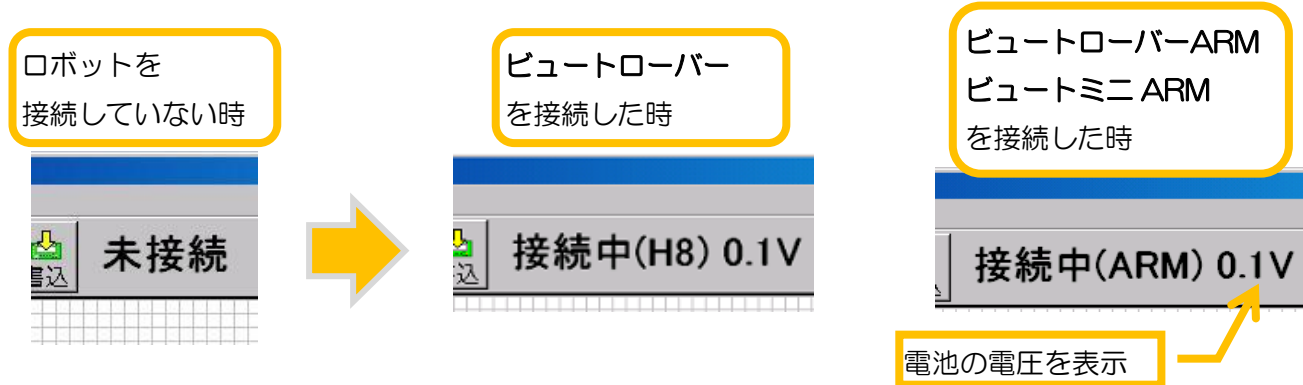 ロボットを
接続していない時
書込
未接続
ビュートローバー
を接続した時
込
接続中(H8) 0.1V
ビュートローバーARM
ビュートミニ ARM
を接続した時
接続中(ARM) 0.1V
電池の電圧を表示